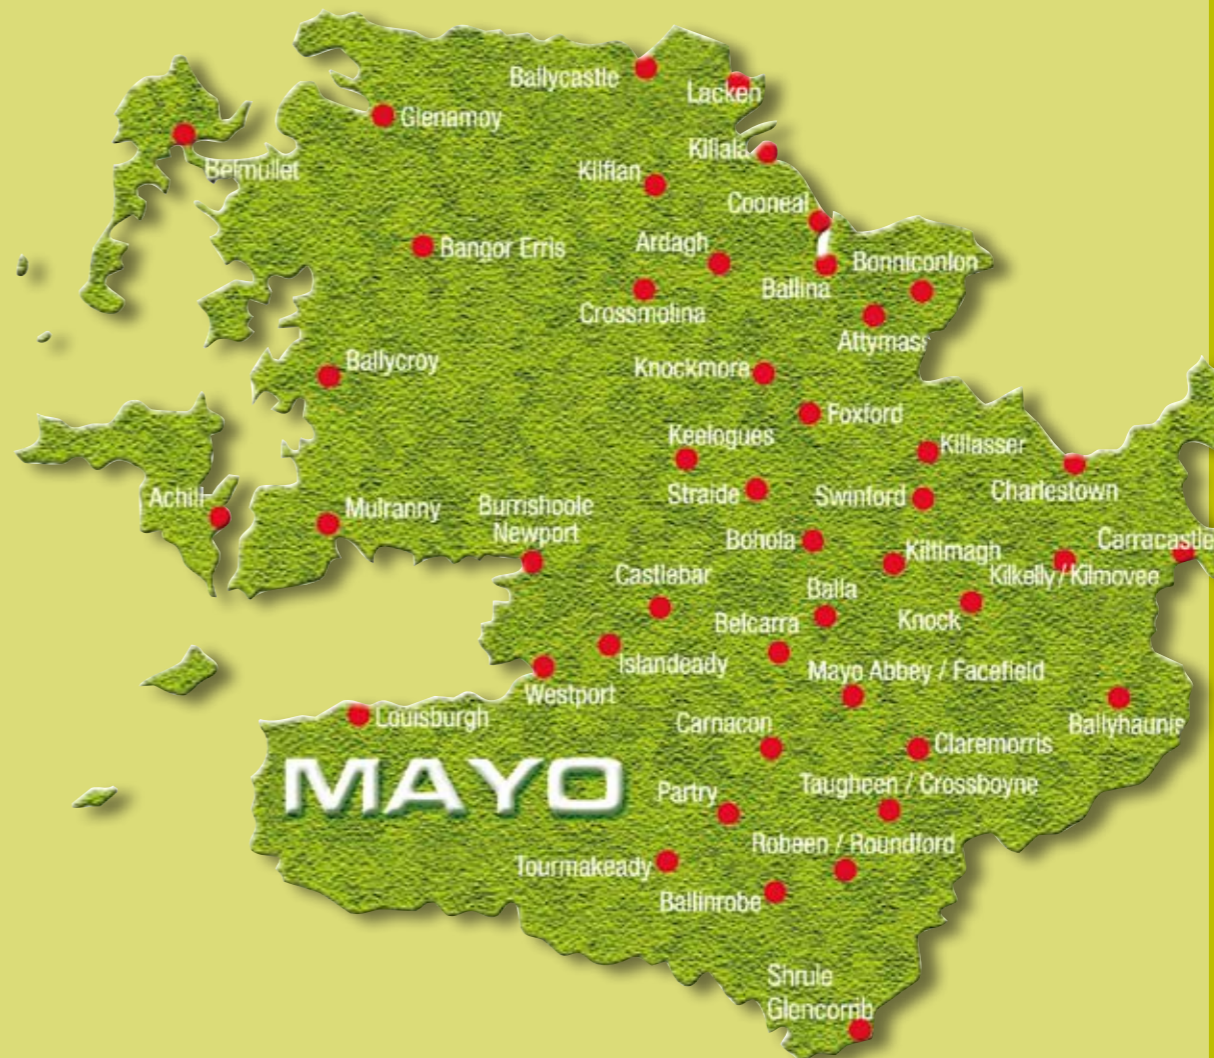 Ballycastle
Lacken
Glenamoy
Killala
Belmullet
Kilfian
Cooneal
Ardagh
Bangor Erris
Bonniconlon
Ballina
Crossmolina
Attymass
Ballycroy
Knockmore
Foxford
Keelogues
Killasser
Straide
Swinford
Charlestown
Achill
Mulranny
Burrishoole
Newport
Bohola
Carracastle
Kiltimagh
Kilkelly / Kilmovee
Castlebar
Balla
Belcarra
Knock
Islandeady
Mayo Abbey / Facefield
Westport
Louisburgh
Carnacon
Ballyhaunis
Claremorris
MAYO
Partry
Taugheen / Crossboyne
Robeen / Roundford
Tourmakeady
Ballinrobe
Shrule
Glencorrib